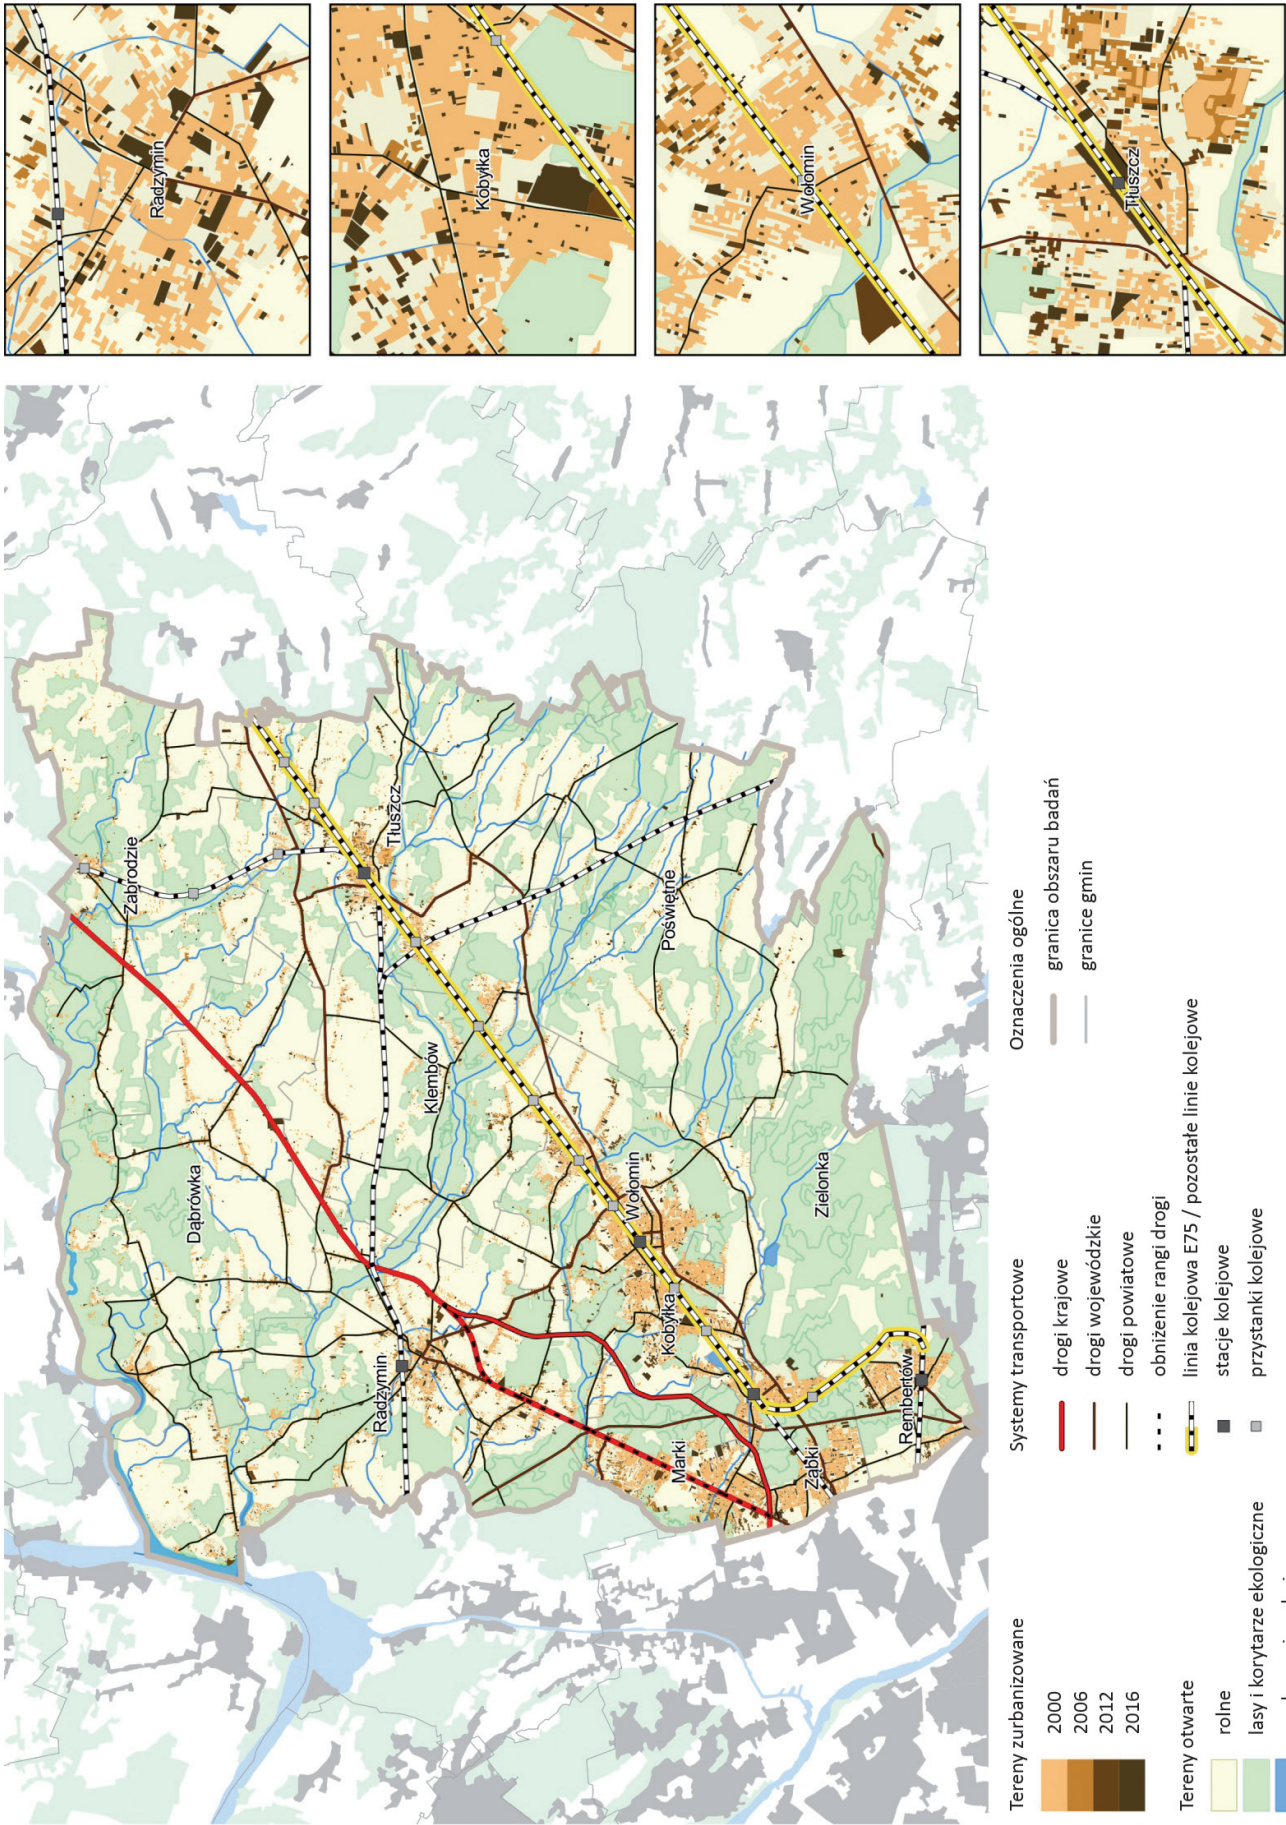 Radzymin
Kobyłka
Wołomin
Tłuszcz
Zabrodzie
Dąbrówka
Tłuszcz
Klembów
Poświętne
Radzymin
Wołomin
Kobyłka
Zielonka
Marki
Ząbki
Rembertów
Tereny zurbanizowane
2000
2006
2012
2016
Tereny otwarte
rolne
lasy i korytarze ekologiczne
Systemy transportowe
drogi krajowe
drogi wojewódzkie
drogi powiatowe
obniżenie rangi drogi
linia kolejowa E75 / pozostałe linie kolejowe
stacje kolejowe
przystanki kolejowe
Oznaczenia ogólne
granica obszaru badań
granice gmin